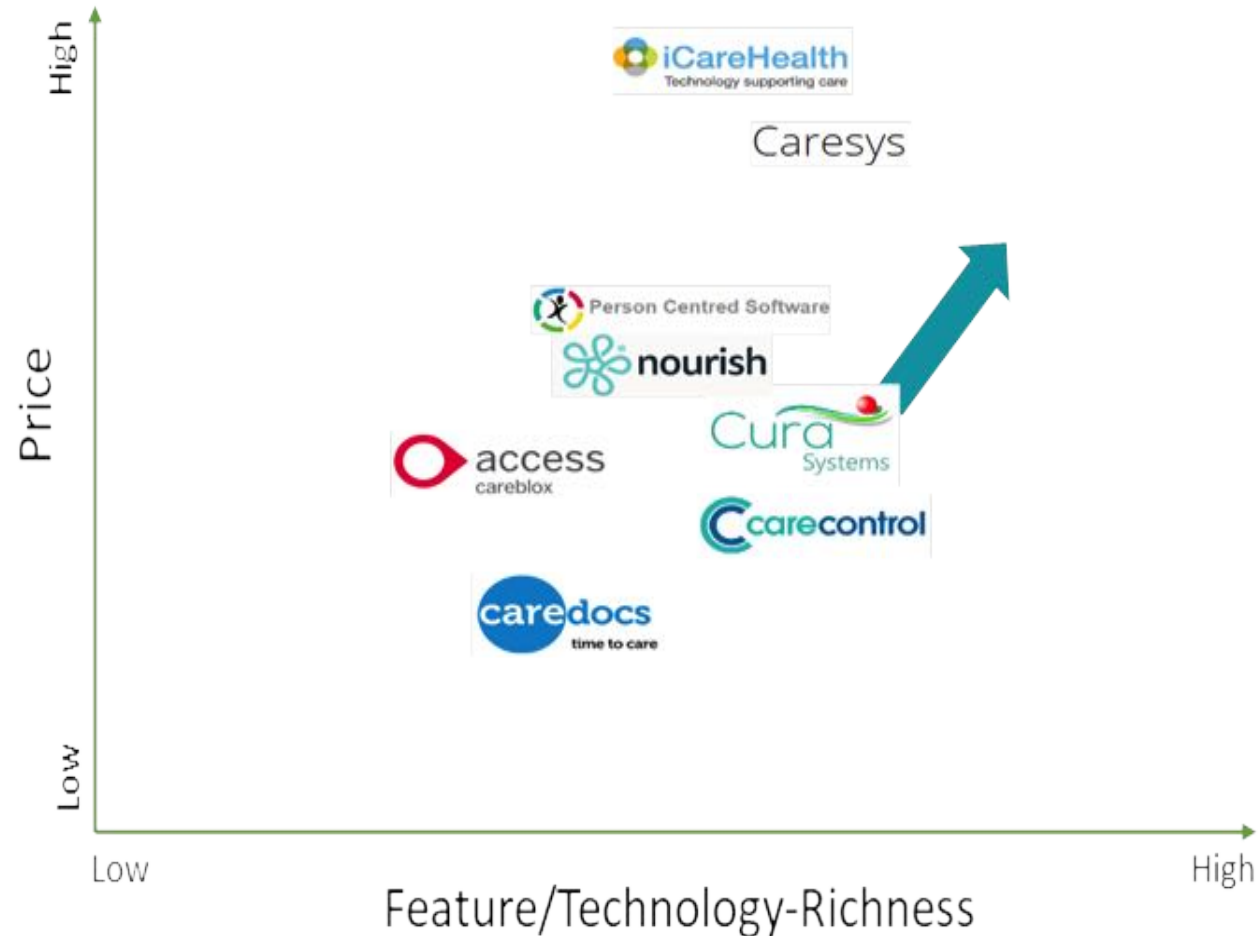 High
iCareHealth
Technology supporting care
Caresys
Person Centred Software
nourish
Price
Cura
Systems
access
careblox
carecontrol
caredocs
time to care
Low
Low
High
Feature/Technology-Richness